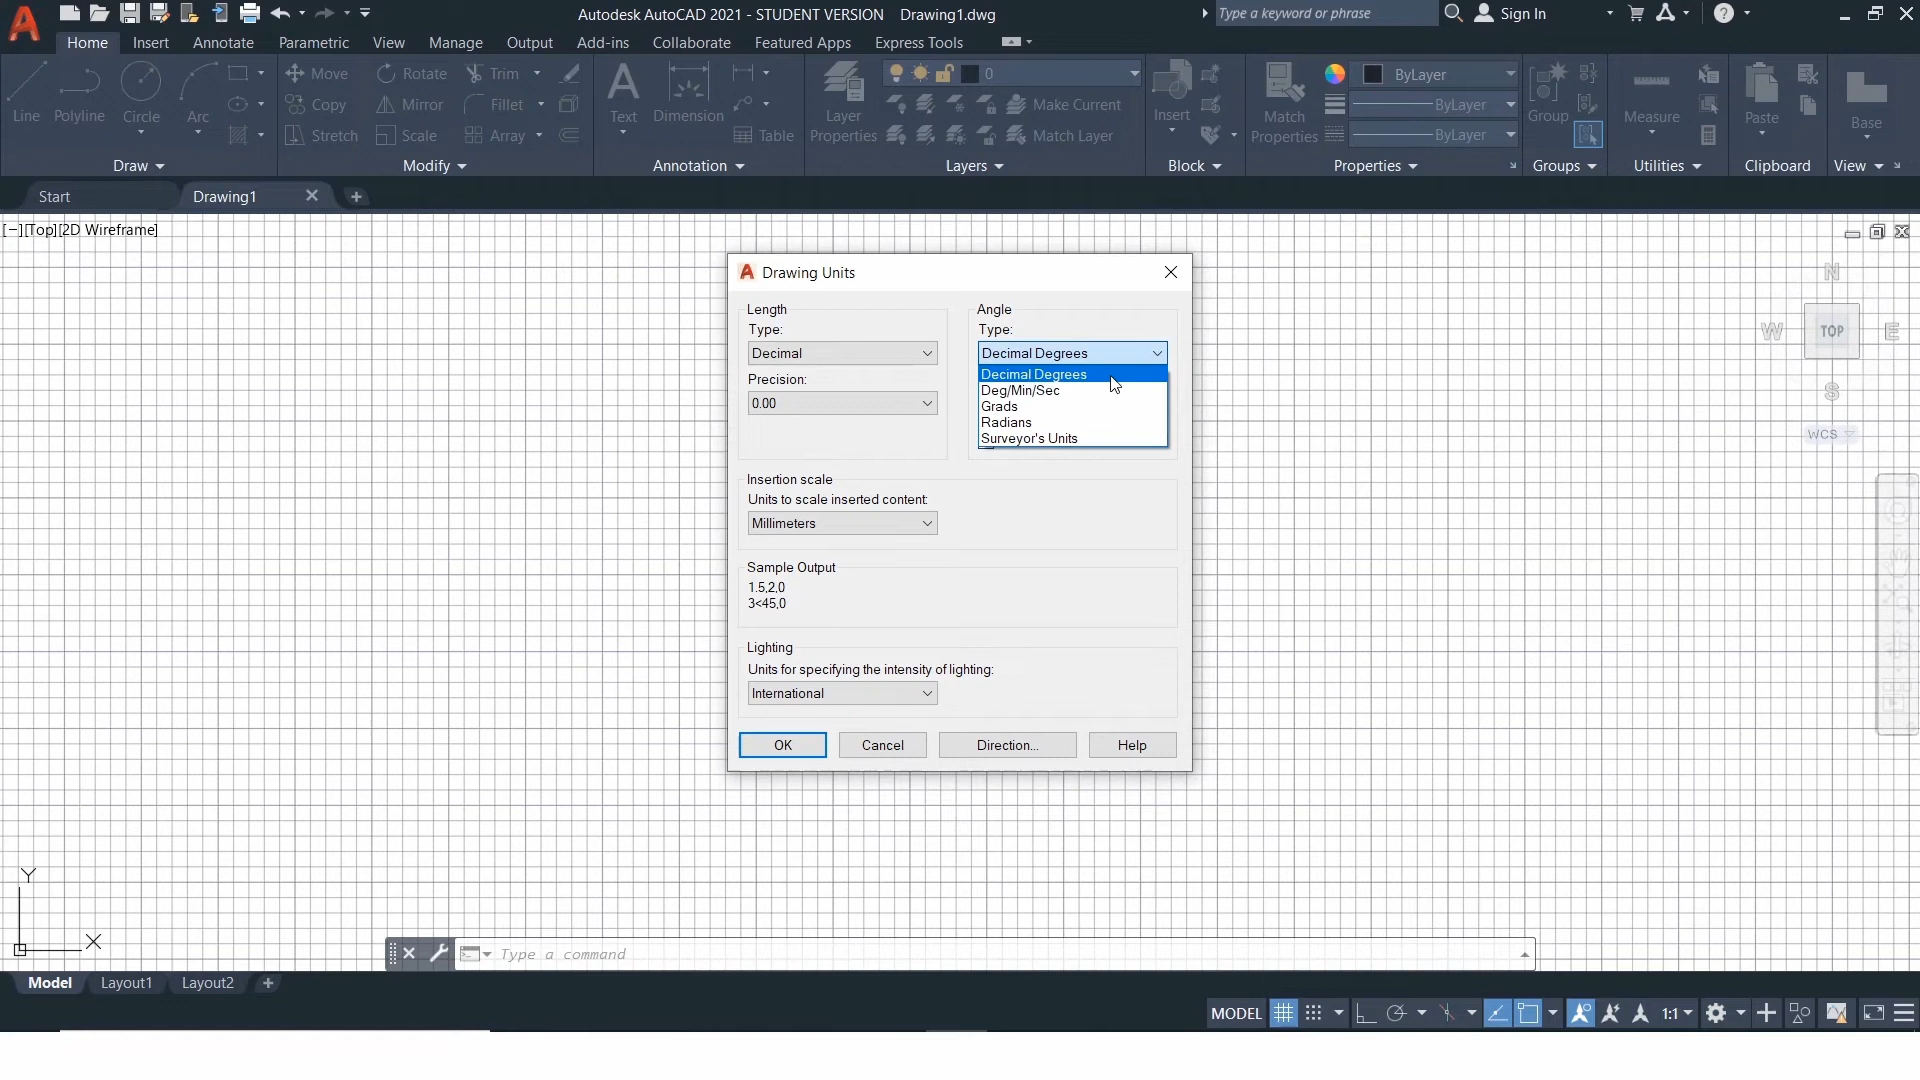 Autodesk AutoCAD 2021 - STUDENT VERSION Drawing1.dwg
Type a keyword or phrase
Sign In
Home Insert Annotate Parametric View Manage Output Add-ins Collaborate Featured Apps Express Tools
Line
Polyline
Circle
Arc
Draw
Move
Rotate
Trim
Copy
Mirror
Fillet
Stretch
Scale
Array
Modify
Text
Dimension
Table
Annotation
Layer
Properties
0
Make Current
Match Layer
Layers
Insert
Block
Match
Properties
ByLayer
ByLayer
ByLayer
Properties
Group
Groups
Measure
Utilities
Paste
Clipboard
Base
View
Start
Drawing1
[−][Top][2D Wireframe]
N
W
TOP
E
S
WCS
Drawing Units
Length
Type:
Decimal
Precision:
0.00
Angle
Type:
Decimal Degrees
Decimal Degrees
Deg/Min/Sec
Grads
Radians
Surveyor's Units
Insertion scale
Units to scale inserted content:
Millimeters
Sample Output
1.5,2,0
3<45,0
Lighting
Units for specifying the intensity of lighting:
International
OK
Cancel
Direction...
Help
Y
X
Type a command
Model
Layout1
Layout2
MODEL
1:1